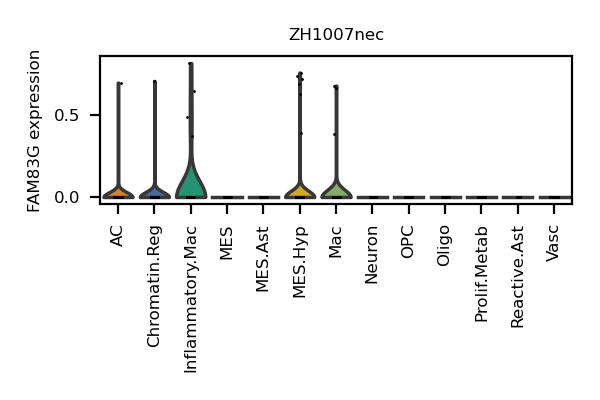 ZH1007nec
FAM83G expression
0.5
0.0
AC
Chromatin.Reg
Inflammatory.Mac
MES
MES.Ast
MES.Hyp
Mac
Neuron
OPC
Oligo
Prolif.Metab
Reactive.Ast
Vasc